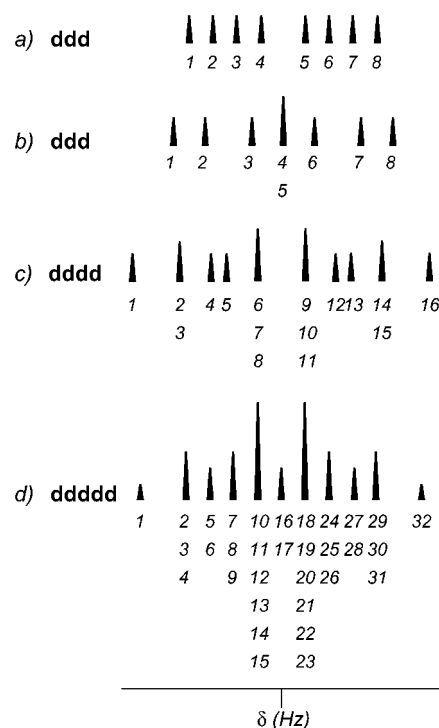 a) ddd
1 2 3 4 5 6 7 8
b) ddd
1 2 3 4 6 7 8
5
c) dddd
1 2 4 5 6 9 12 13 14 16
3 7 10 15
8 11
d) ddddd
1 2 5 7 10 16 18 24 27 29 32
3 6 8 11 17 19 25 28 30
4 9 12 20 26 31
13 21
14 22
15 23
δ (Hz)